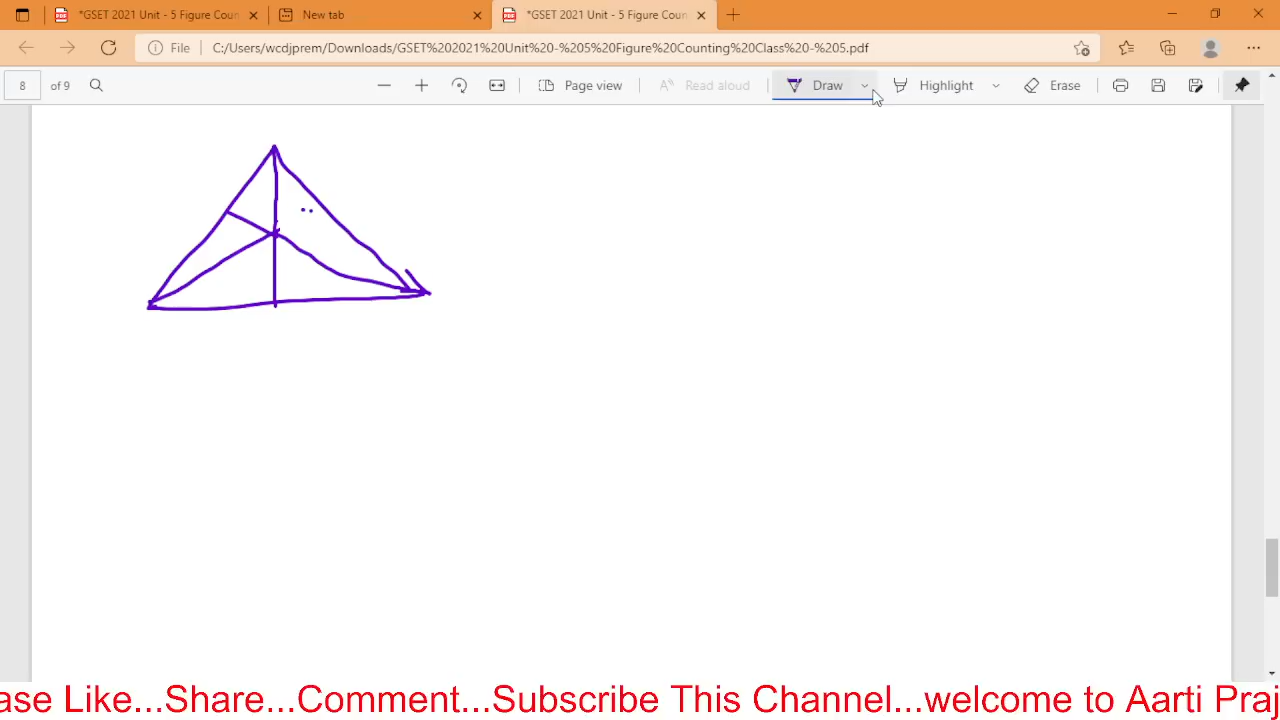 *GSET 2021 Unit - 5 Figure Coun
New tab
*GSET 2021 Unit - 5 Figure Coun
File
C:/Users/wcdjprem/Downloads/GSET%202021%20Unit%20-%205%20Figure%20Counting%20Class%20-%205.pdf
8 of 9
Page view
Read aloud
Draw
Highlight
Erase
ase Like...Share...Comment...Subscribe This Channel...welcome to Aarti Praj